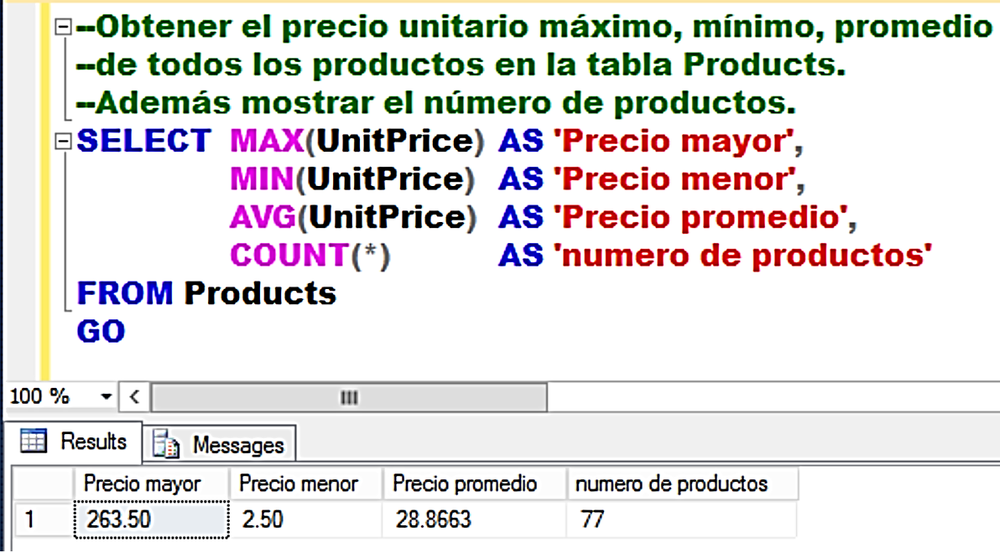 --Obtener el precio unitario máximo, mínimo, promedio
--de todos los productos en la tabla Products.
--Además mostrar el número de productos.
SELECT MAX(UnitPrice) AS 'Precio mayor',
MIN(UnitPrice) AS 'Precio menor',
AVG(UnitPrice) AS 'Precio promedio',
COUNT(*) AS 'numero de productos'
FROM Products
GO
100 %
Results Messages
Precio mayor Precio menor Precio promedio numero de productos
1 263.50 2.50 28.8663 77